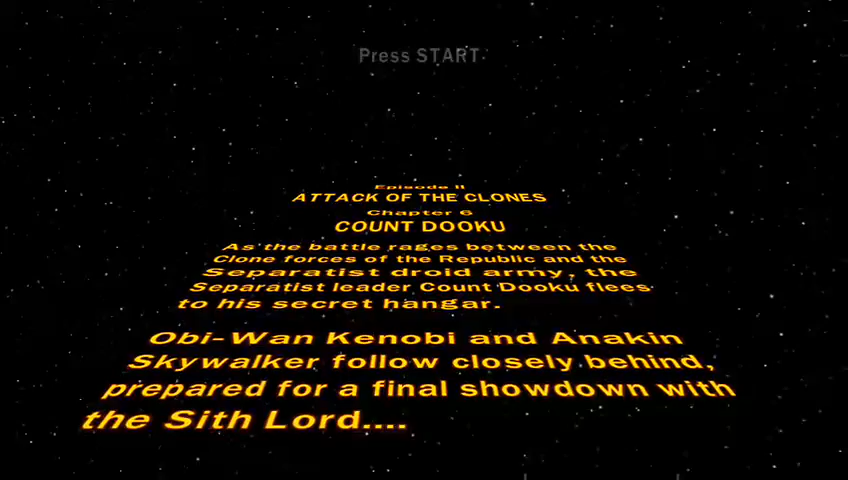 Press START
Episode II
ATTACK OF THE CLONES
Chapter 6
COUNT DOOKU
As the battle rages between the
Clone forces of the Republic and the
Separatist droid army, the
Separatist leader Count Dooku flees
to his secret hangar.
Obi-Wan Kenobi and Anakin
Skywalker follow closely behind,
prepared for a final showdown with
the Sith Lord....